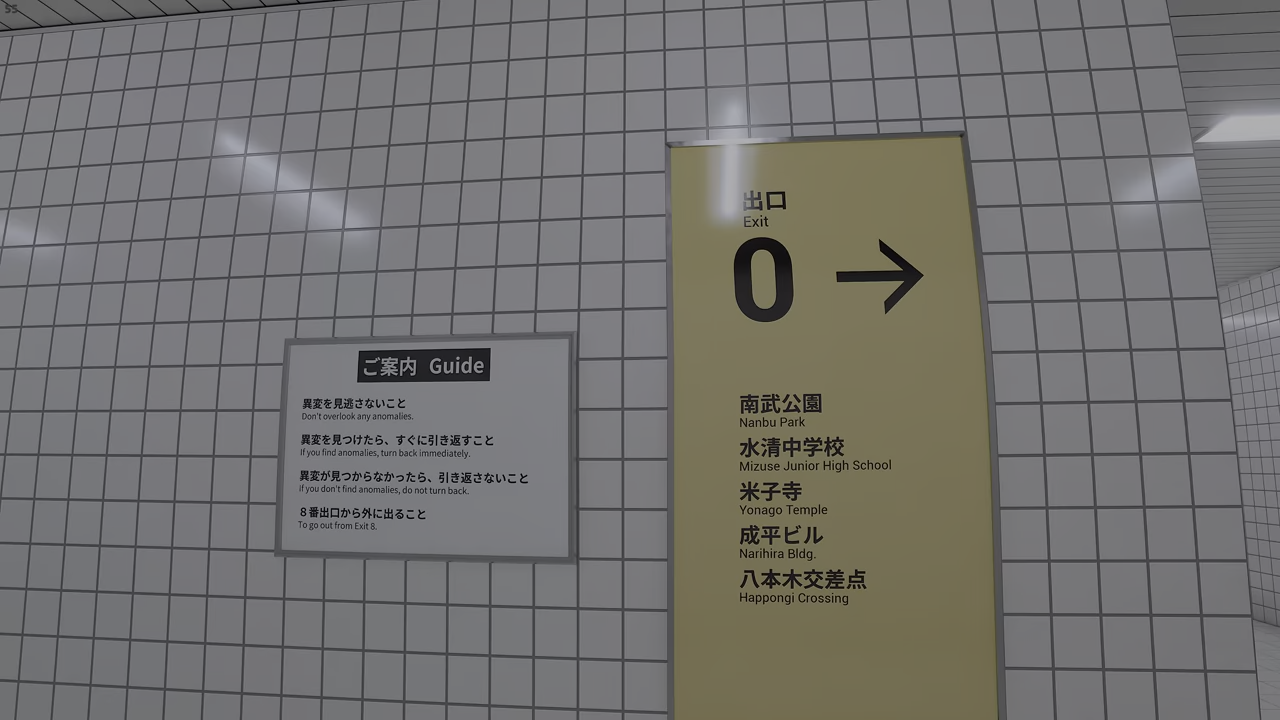 55
ご案内 Guide
異変を見逃さないこと
Don't overlook any anomalies.
異変を見つけたら、すぐに引き返すこと
If you find anomalies, turn back immediately.
異変が見つからなかったら、引き返さないこと
If you don't find anomalies, do not turn back.
８番出口から外に出ること
To go out from Exit 8.
出口
Exit
0 →
南武公園
Nanbu Park
水清中学校
Mizuse Junior High School
米子寺
Yonago Temple
成平ビル
Narihira Bldg.
八本木交差点
Happongi Crossing